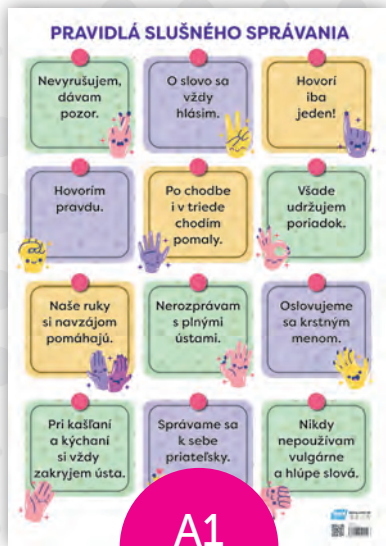 PRAVIDLÁ SLUŠNÉHO SPRÁVANIA
Nevyrušujem,
dávam
pozor.
O slovo sa
vždy
hlásim.
Hovorí
iba
jeden!
Hovorím
pravdu.
Po chodbe
i v triede
chodím
pomaly.
Všade
udržujem
poriadok.
Naše ruky
si navzájom
pomáhajú.
Nerozprávam
s plnými
ústami.
Oslovujeme
sa krstným
menom.
Pri kašľaní
a kýchaní
si vždy
zakryjem ústa.
Správame sa
k sebe
priateľsky.
Nikdy
nepoužívam
vulgárne
a hlúpe slová.
A1